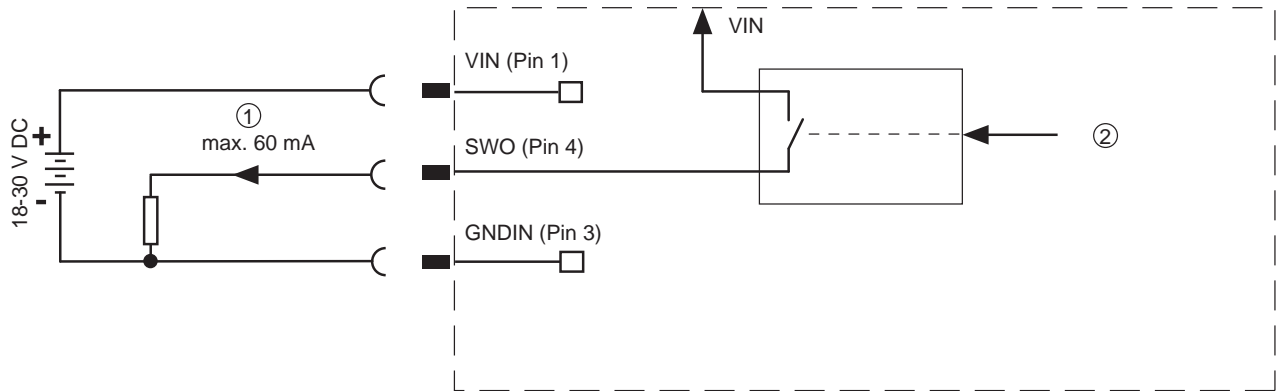 VIN
VIN (Pin 1)
①
max. 60 mA
SWO (Pin 4)
②
18-30 V DC
+
-
GNDIN (Pin 3)